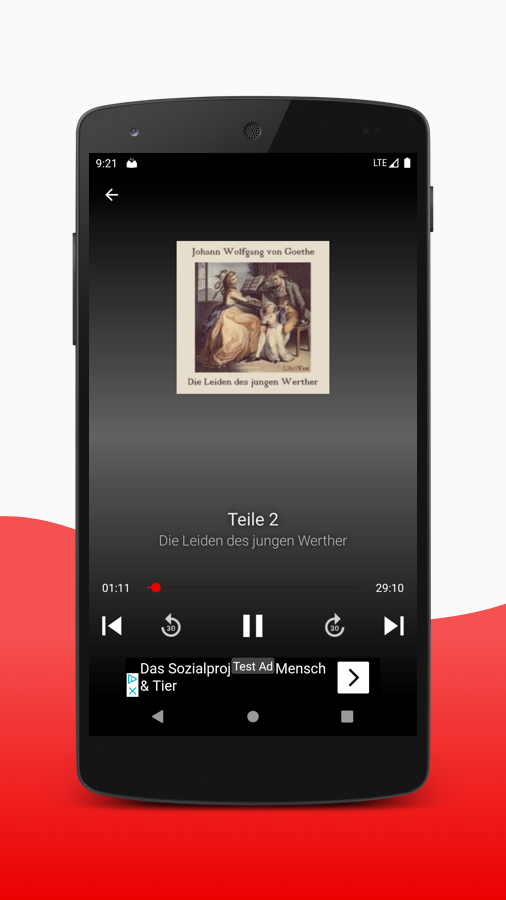 9:21
LTE
Johann Wolfgang von Goethe
LibriVox
Die Leiden des jungen Werther
Teile 2
Die Leiden des jungen Werther
01:11
29:10
30
30
Das Sozialproj Test Ad Mensch
& Tier